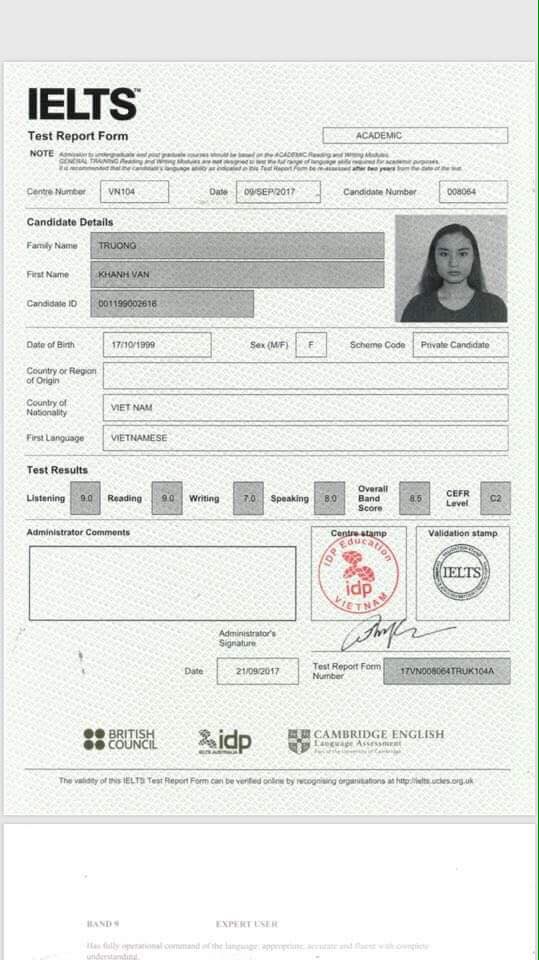 IELTS™
Test Report Form
ACADEMIC
NOTE Admission to undergraduate and post graduate courses should be based on the ACADEMIC Reading and Writing Modules.
GENERAL TRAINING Reading and Writing Modules are not designed to test the full range of language skills required for academic purposes.
It is recommended that the candidate's language ability as indicated in this Test Report Form be re-assessed after two years from the date of the test.
Centre Number VN104 Date 09/SEP/2017 Candidate Number 008064
Candidate Details
Family Name TRUONG
First Name KHANH VAN
Candidate ID 001199002616
Date of Birth 17/10/1999 Sex (M/F) F Scheme Code Private Candidate
Country or Region
of Origin
Country of
Nationality VIET NAM
First Language VIETNAMESE
Test Results
Listening 9.0 Reading 9.0 Writing 7.0 Speaking 8.0 Overall Band Score 8.5 CEFR Level C2
Administrator Comments
Centre stamp
IDP Education
idp
VIETNAM
Validation stamp
IELTS
Administrator's
Signature
Date 21/09/2017
Test Report Form
Number 17VN008064TRUK104A
BRITISH
COUNCIL
idp
IELTS AUSTRALIA
CAMBRIDGE ENGLISH
Language Assessment
Part of the University of Cambridge
The validity of this IELTS Test Report Form can be verified online by recognising organisations at http://ielts.ucles.org.uk
BAND 9 EXPERT USER
Has fully operational command of the language: appropriate, accurate and fluent with complete
understanding.